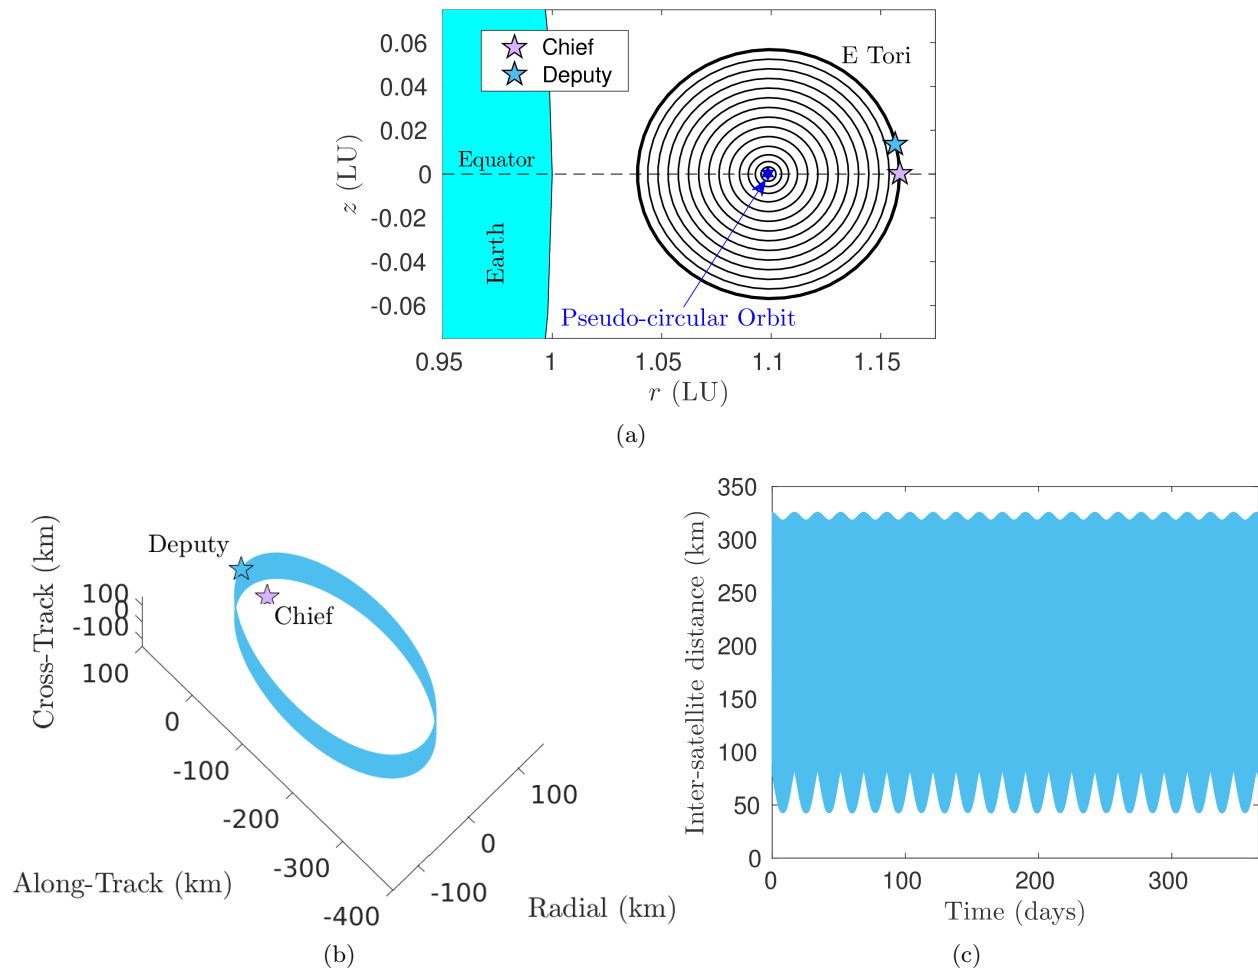 0.06
0.04
0.02
0
-0.02
-0.04
-0.06
z (LU)
Chief
Deputy
E Tori
Equator
Earth
Pseudo-circular Orbit
0.95
1
1.05
1.1
1.15
r (LU)
(a)
Cross-Track (km)
100
0
-100
Deputy
Chief
100
0
-100
-200
-300
-400
Along-Track (km)
100
0
-100
Radial (km)
(b)
Inter-satellite distance (km)
350
300
250
200
150
100
50
0
0
100
200
300
Time (days)
(c)